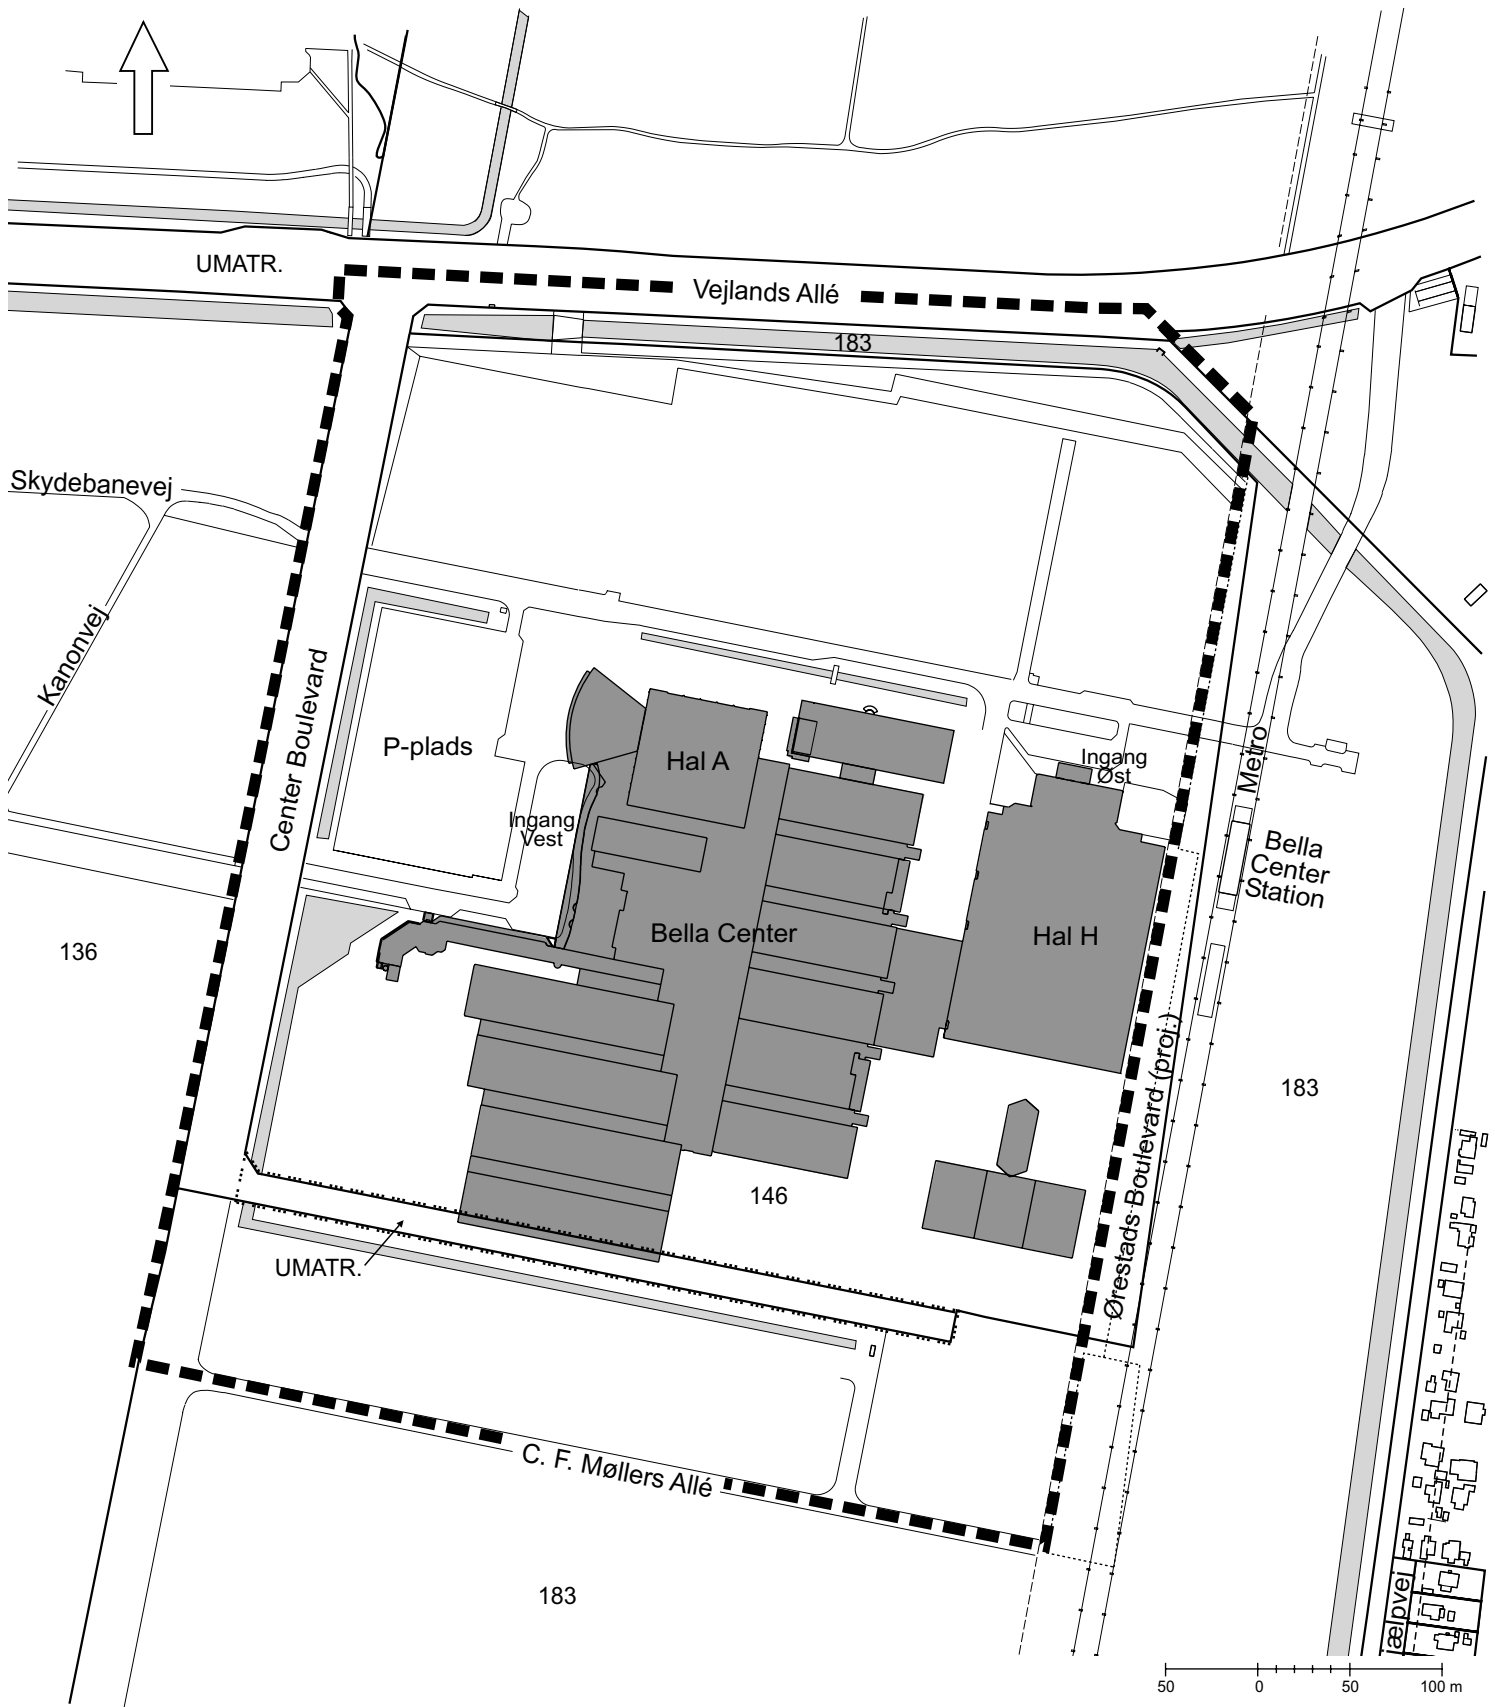 UMATR.
Vejlands Allé
183
Skydebanevej
Kanonvej
Center Boulevard
P-plads
Hal A
Ingang
Øst
Metro
Ingang
Vest
Bella
Center
Station
Bella Center
Hal H
136
Ørestads Boulevard (proj.)
183
146
UMATR.
C. F. Møllers Allé
183
ælpvej
50 0 50 100 m